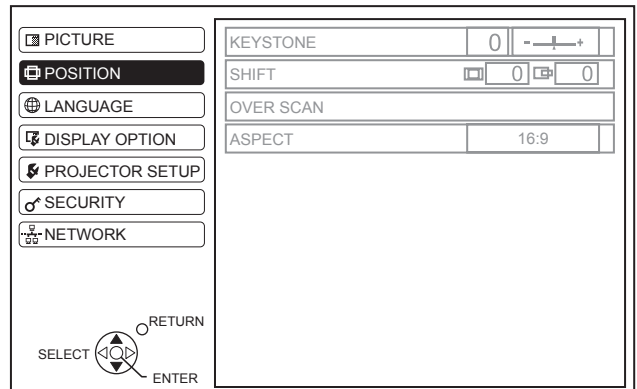 PICTURE
POSITION
LANGUAGE
DISPLAY OPTION
PROJECTOR SETUP
SECURITY
NETWORK
RETURN
SELECT
ENTER
KEYSTONE 0 - +
SHIFT 0 0
OVER SCAN
ASPECT 16:9